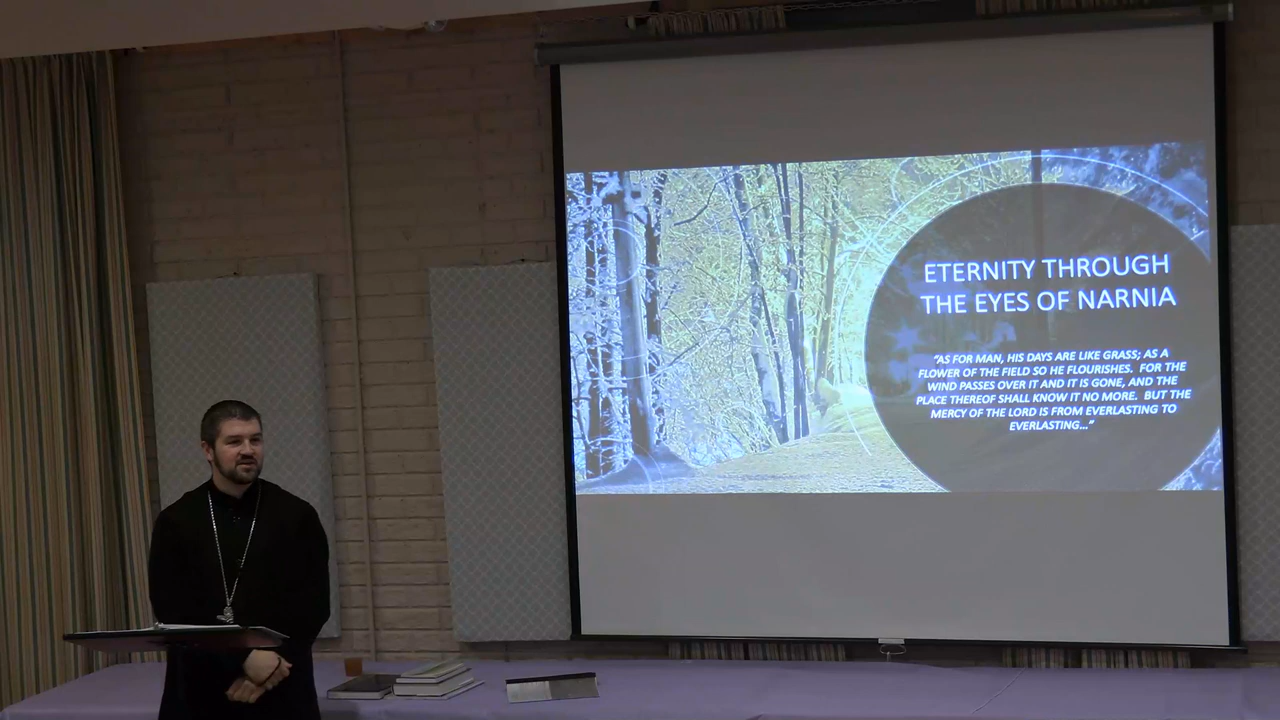 ETERNITY THROUGH
THE EYES OF NARNIA
"AS FOR MAN, HIS DAYS ARE LIKE GRASS; AS A
FLOWER OF THE FIELD SO HE FLOURISHES. FOR THE
WIND PASSES OVER IT AND IT IS GONE, AND THE
PLACE THEREOF SHALL KNOW IT NO MORE. BUT THE
MERCY OF THE LORD IS FROM EVERLASTING TO
EVERLASTING..."